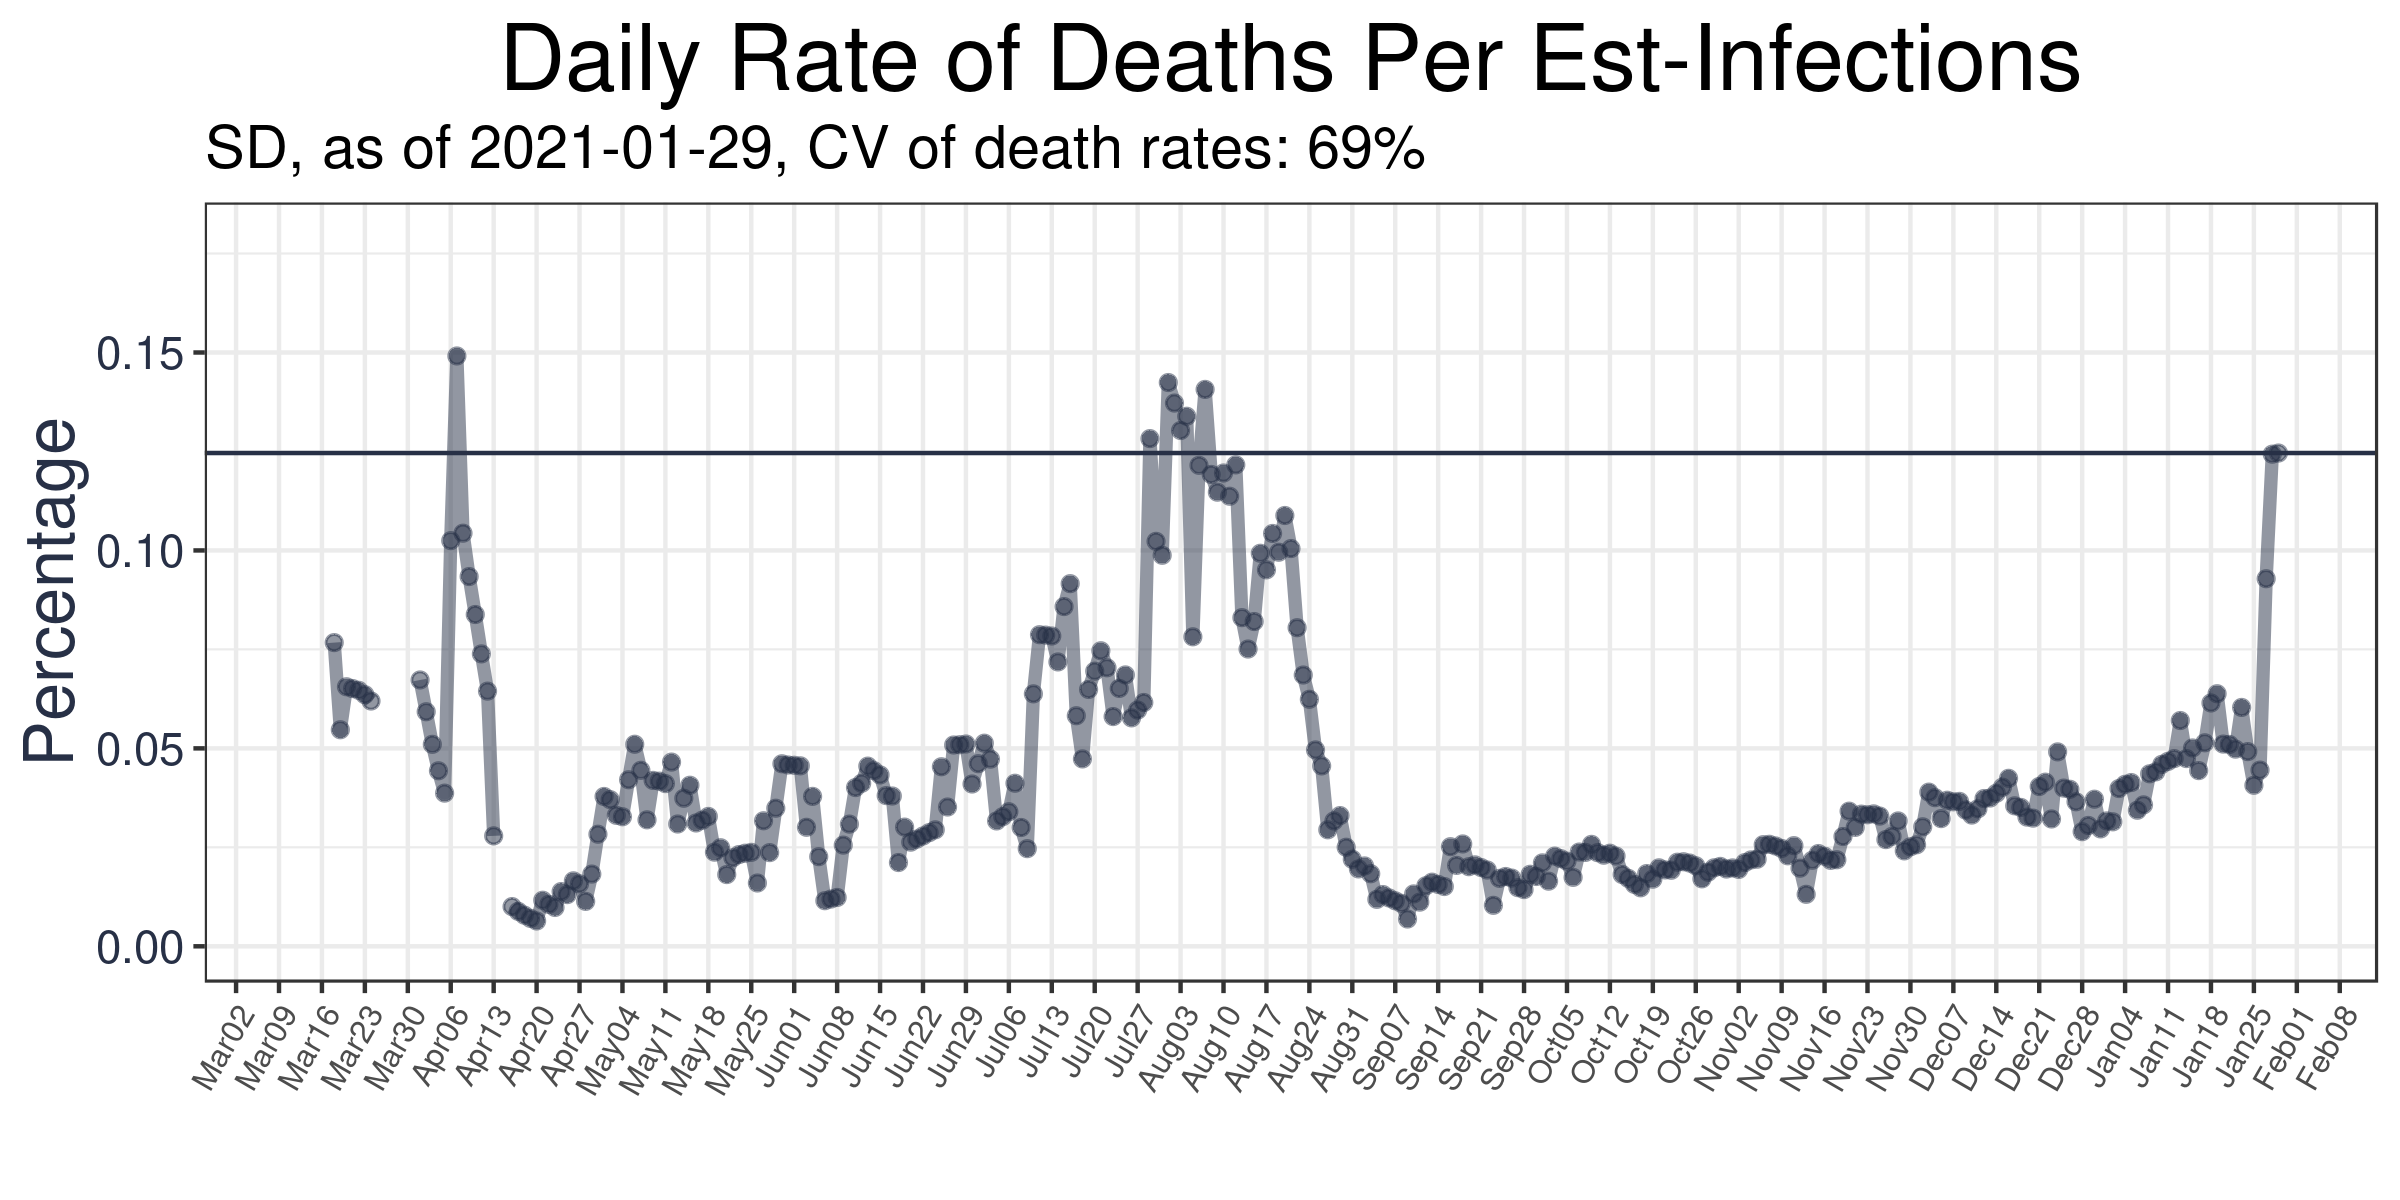 Daily Rate of Deaths Per Est-Infections
SD, as of 2021-01-29, CV of death rates: 69%
Percentage
0.15
0.10
0.05
0.00
Mar02
Mar09
Mar16
Mar23
Mar30
Apr06
Apr13
Apr20
Apr27
May04
May11
May18
May25
Jun01
Jun08
Jun15
Jun22
Jun29
Jul06
Jul13
Jul20
Jul27
Aug03
Aug10
Aug17
Aug24
Aug31
Sep07
Sep14
Sep21
Sep28
Oct05
Oct12
Oct19
Oct26
Nov02
Nov09
Nov16
Nov23
Nov30
Dec07
Dec14
Dec21
Dec28
Jan04
Jan11
Jan18
Jan25
Feb01
Feb08